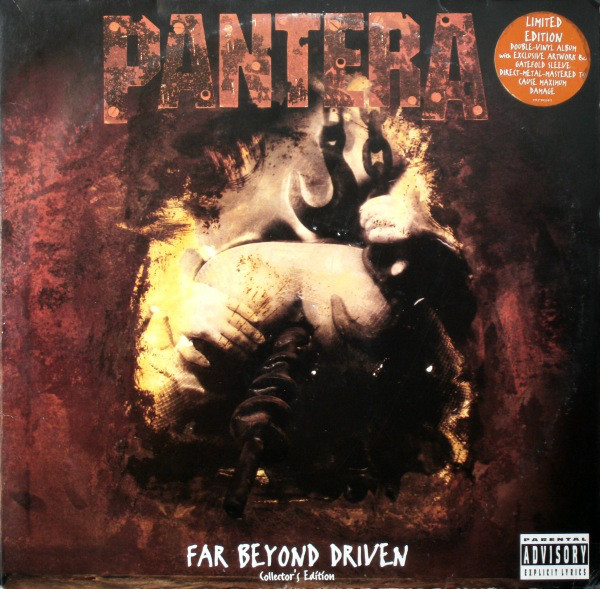 PANTERA
LIMITED
EDITION
DOUBLE-VINYL ALBUM
with EXCLUSIVE ARTWORK &
GATEFOLD SLEEVE.
DIRECT-METAL-MASTERED T
CAUSE MAXIMUM
DAMAGE.
FAR BEYOND DRIVEN
Collector's Edition
PARENTAL
ADVISORY
EXPLICIT LYRICS